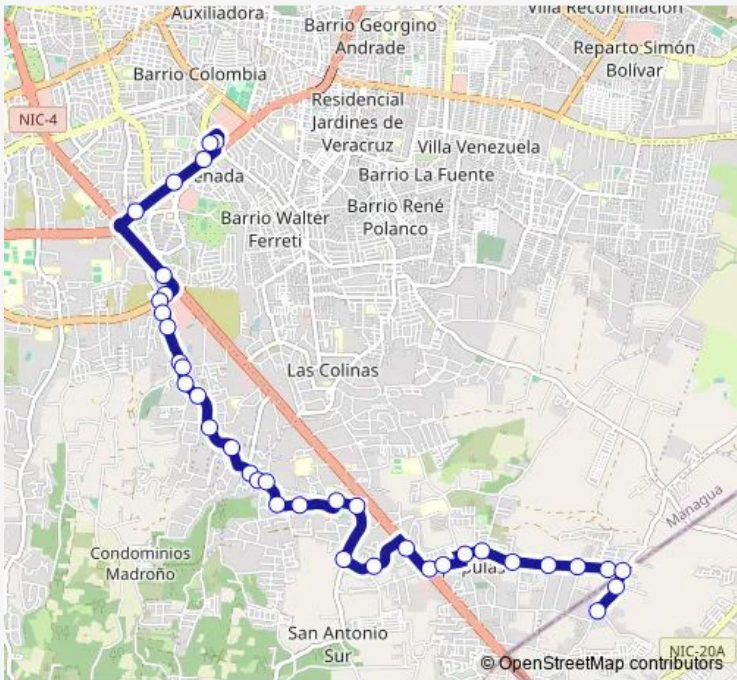 Auxiliadora
Villa Reconciliación
Barrio Georgino
Andrade
Reparto Simón
Bolívar
Barrio Colombia
Residencial
Jardines de
Veracruz
NIC-4
Villa Venezuela
enada
Barrio La Fuente
Barrio René
Polanco
Barrio Walter
Ferreti
Las Colinas
Managua
Condominios
Madroño
San Antonio
Sur
NIC-20A
© OpenStreetMap contributors